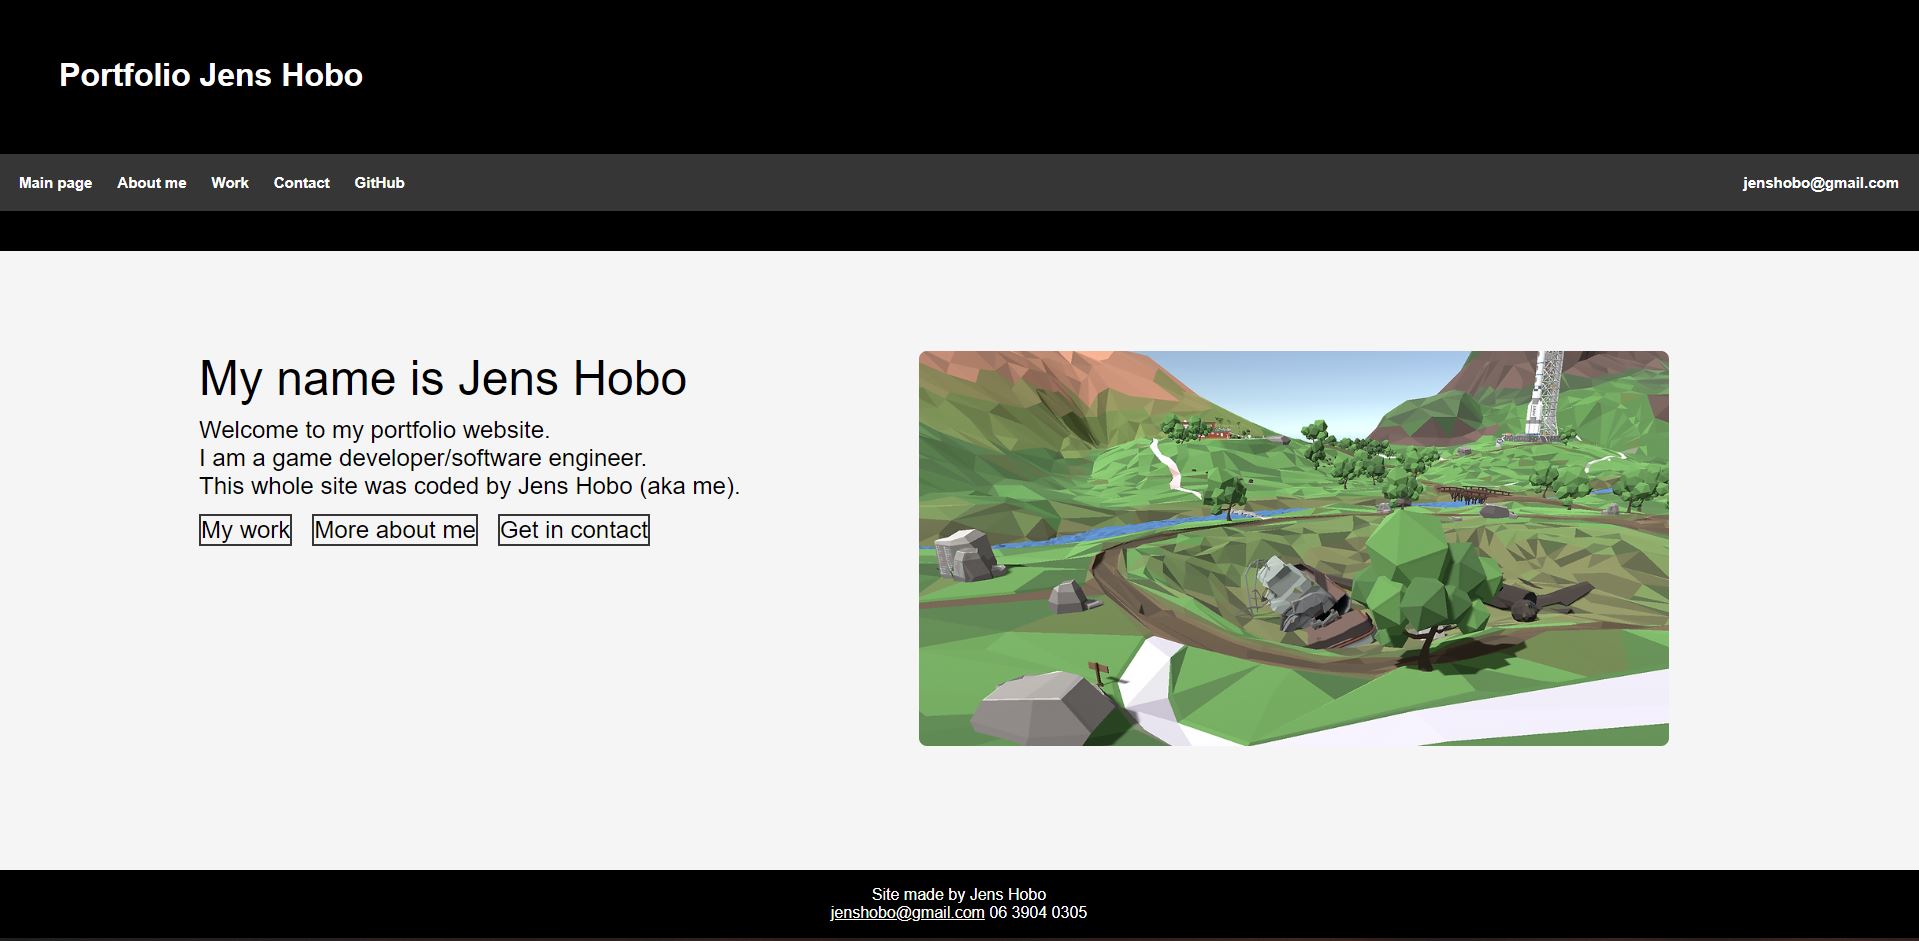 Portfolio Jens Hobo
Main page About me Work Contact GitHub jenshobo@gmail.com
My name is Jens Hobo
Welcome to my portfolio website.
I am a game developer/software engineer.
This whole site was coded by Jens Hobo (aka me).
My work More about me Get in contact
Site made by Jens Hobo
jenshobo@gmail.com 06 3904 0305